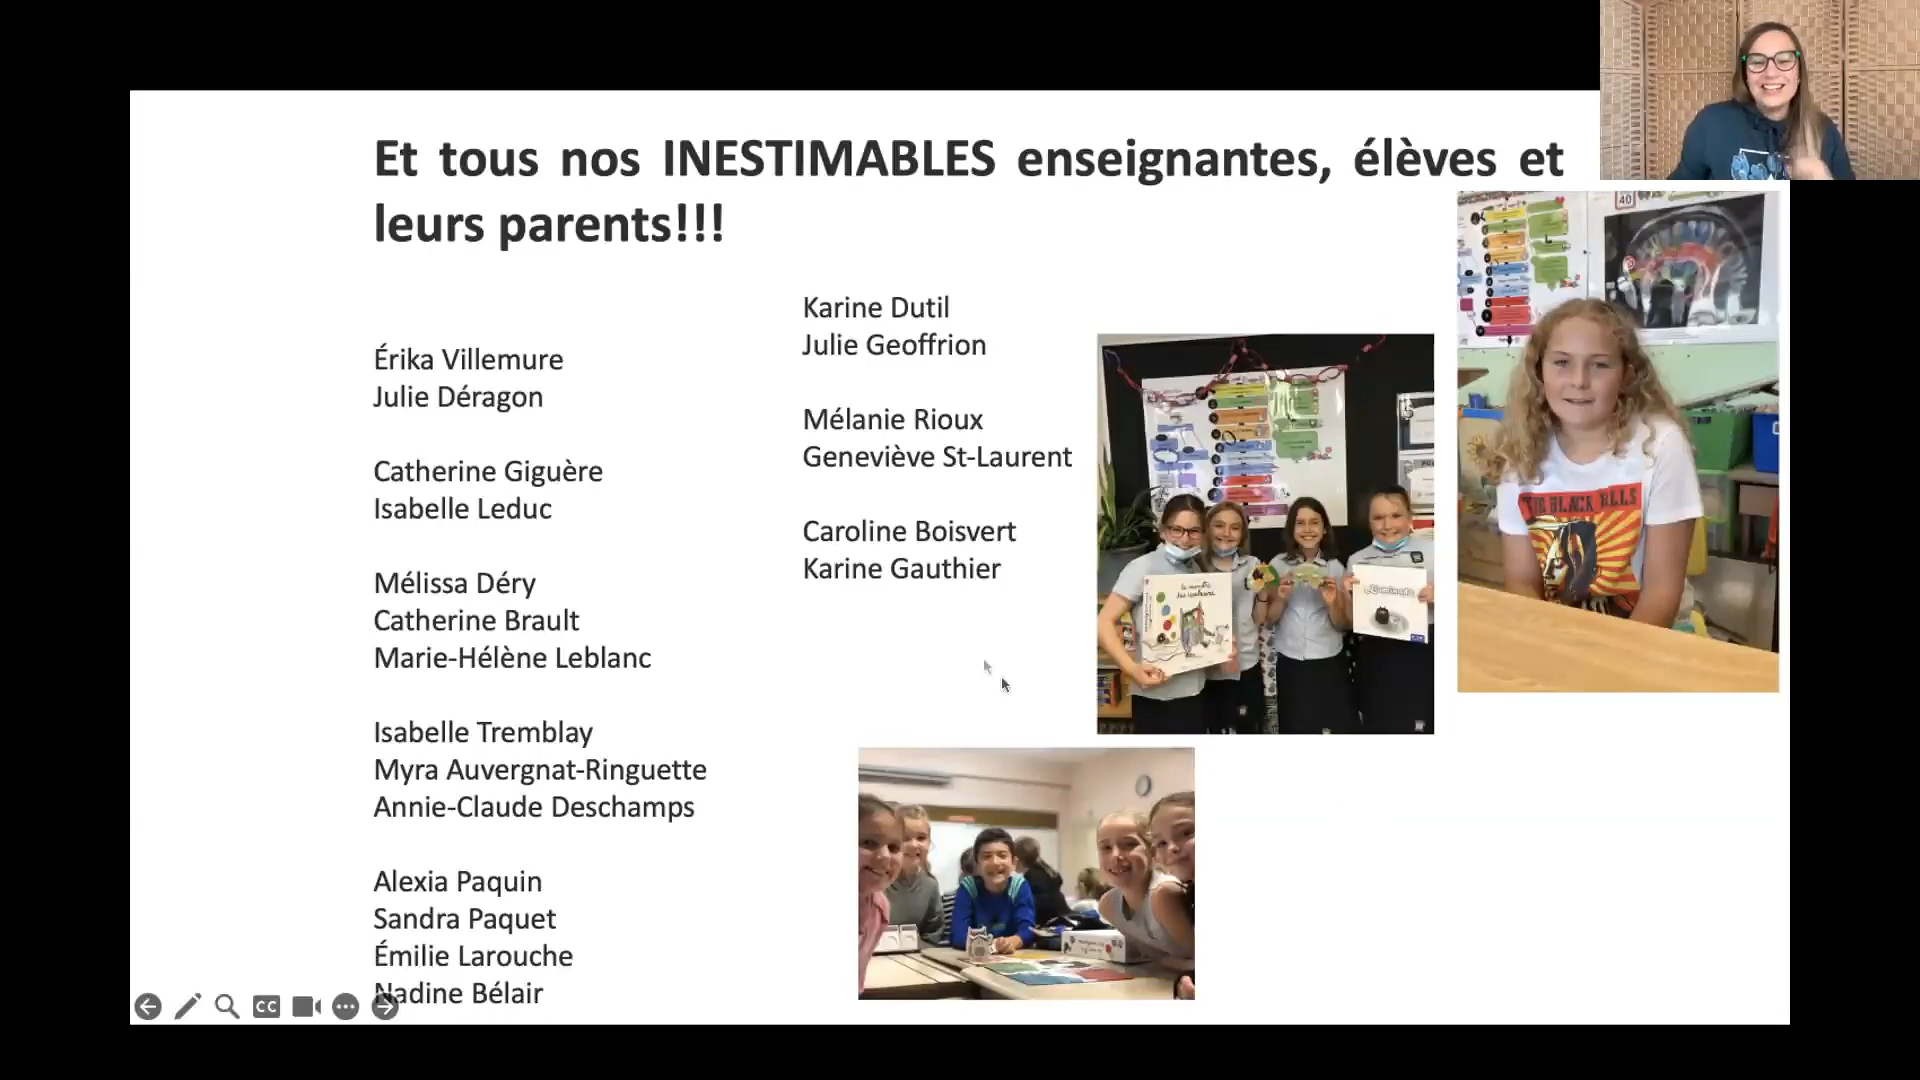 Et tous nos INESTIMABLES enseignantes, élèves et
leurs parents!!!
Érika Villemure
Julie Déragon
Catherine Giguère
Isabelle Leduc
Mélissa Déry
Catherine Brault
Marie-Hélène Leblanc
Isabelle Tremblay
Myra Auvergnat-Ringuette
Annie-Claude Deschamps
Alexia Paquin
Sandra Paquet
Émilie Larouche
Nadine Bélair
Karine Dutil
Julie Geoffrion
Mélanie Rioux
Geneviève St-Laurent
Caroline Boisvert
Karine Gauthier
40
CC